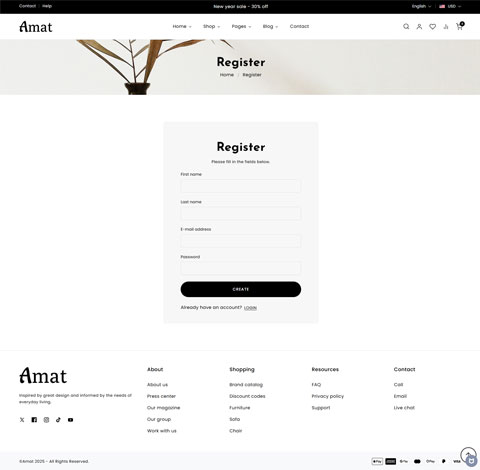 Contact Help
New year sale - 30% off
English USD
Amat
Home Shop Pages Blog Contact
0
Register
Home Register
Register
Please fill in the fields below.
First name
Last name
E-mail address
Password
CREATE
Already have on account? LOGIN
Amat
Inspired by great design and informed by the needs of
everyday living.
About
About us
Press center
Our magazine
Our group
Work with us
Shopping
Brand catalog
Discount codes
Furniture
Sofa
Chair
Resources
FAQ
Privacy policy
Support
Contact
Call
Email
Live chat
©Amat 2025 - All Rights Reserved.